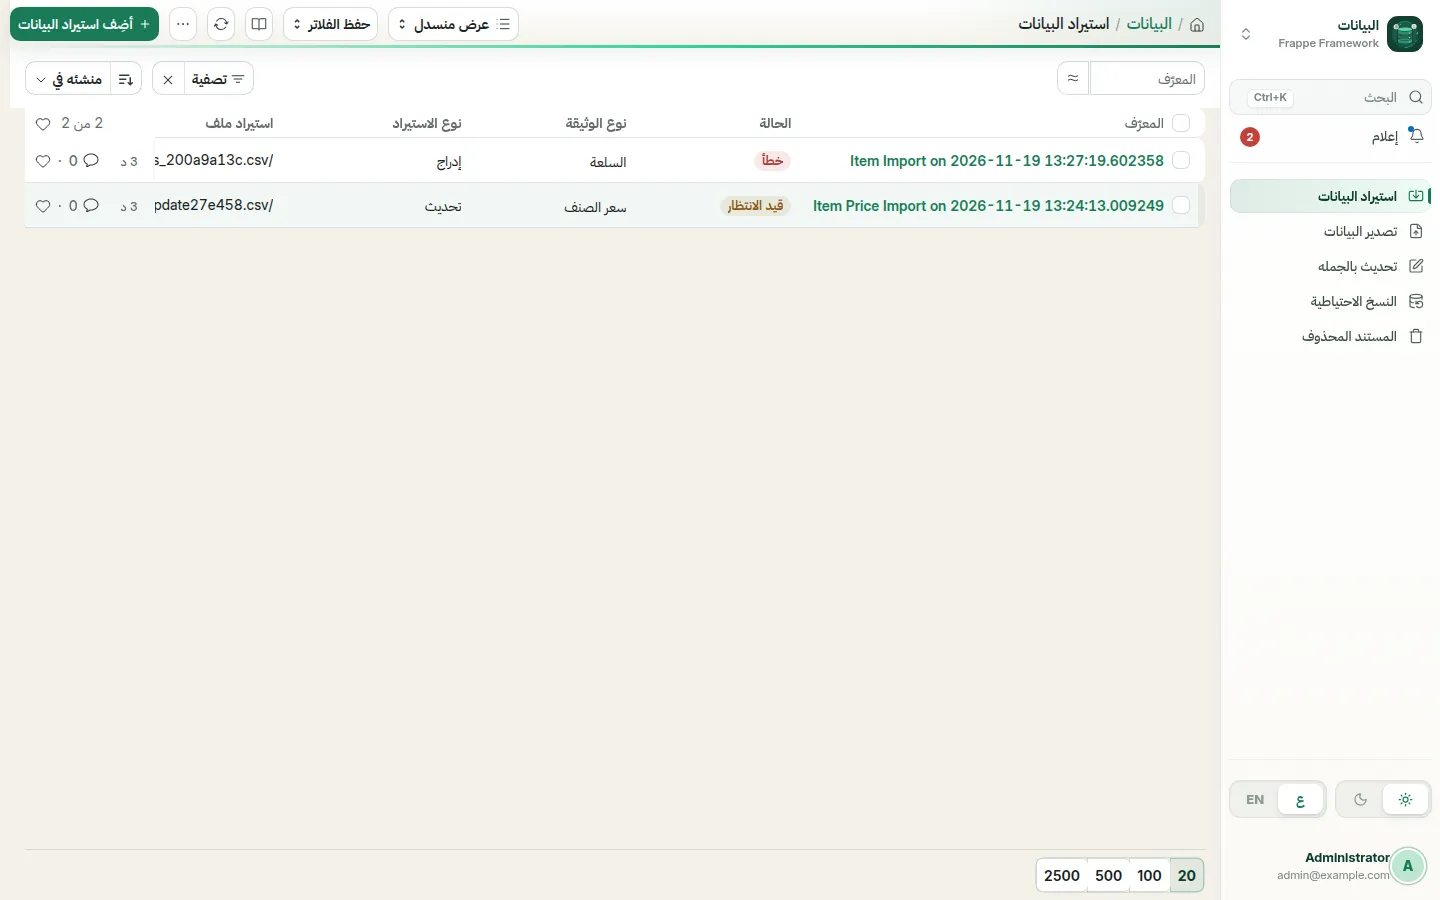 البيانات
Frappe Framework
البحث
Ctrl+K
إعلام
2
استيراد البيانات
تصدير البيانات
تحديث بالجمله
النسخ الاحتياطية
المستند المحذوف
ع
EN
Administrator
admin@example.com
A
البيانات / استيراد البيانات
عرض منسدل
حفظ الفلاتر
أضِف استيراد البيانات
المعرّف
≈
تصفية
منشئه في
المعرّف الحالة نوع الوثيقة نوع الاستيراد استيراد ملف 2 من 2
Item Import on 2026-11-19 13:27:19.602358 خطأ السلعة إدراج s_200a9a13c.csv/ 3 د 0 ·
Item Price Import on 2026-11-19 13:24:13.009249 قيد الانتظار سعر الصنف تحديث pdate27e458.csv/ 3 د 0 ·
20 100 500 2500